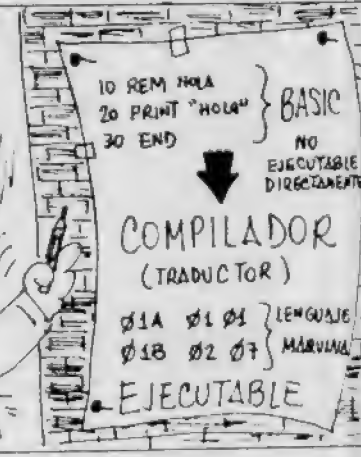 10 REM HOLA
20 PRINT "HOLA"
30 END
BASIC
NO
EJECUTABLE
DIRECTAMENTE
COMPILADOR
(TRADUCTOR)
Ø1A Ø1 Ø1
Ø1B Ø2 Ø7
LENGUAJE
MAQUINA
EJECUTABLE